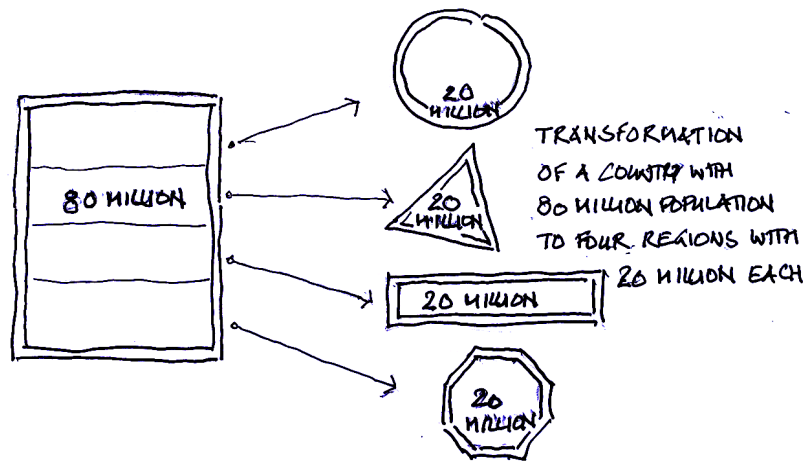 80 MILLION
20
MILLION
20
MILLION
20 MILLION
20
MILLION
TRANSFORMATION
OF A COUNTRY WITH
80 MILLION POPULATION
TO FOUR REGIONS WITH
20 MILLION EACH